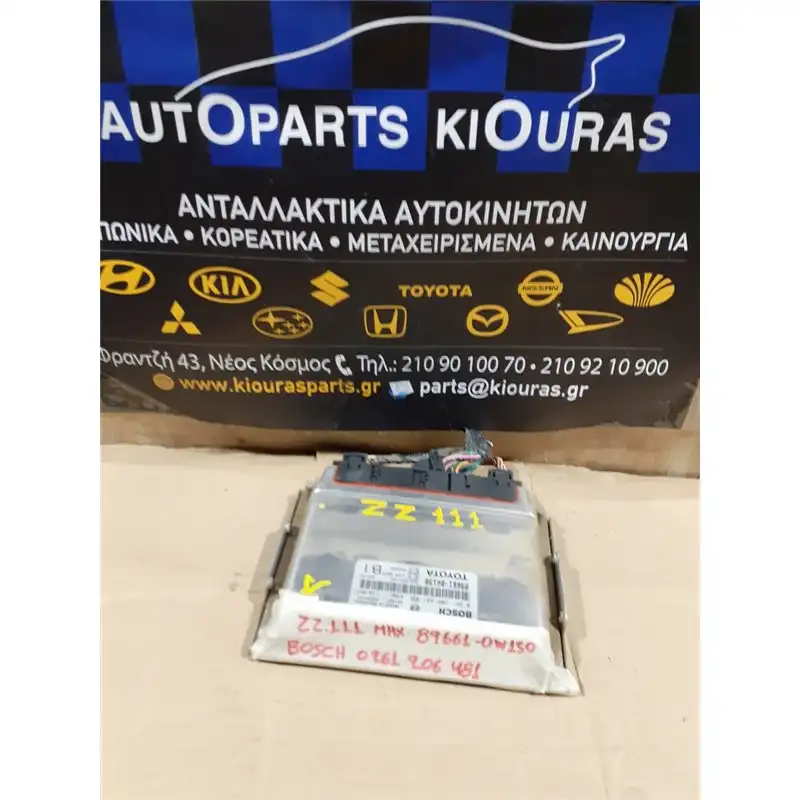 AUTOPARTS KIOURAS
ΑΝΤΑΛΛΑΚΤΙΚΑ ΑΥΤΟΚΙΝΗΤΩΝ
ΠΩΝΙΚΑ • ΚΟΡΕΑΤΙΚΑ • ΜΕΤΑΧΕΙΡΙΣΜΕΝΑ • ΚΑΙΝΟΥΡΓΙΑ
KIA TOYOTA NISSAN
Φραντζή 43, Νέος Κόσμος Τηλ.: 210 90 100 70 • 210 92 10 900
www.kiourasparts.gr parts@kiouras.gr
ZZ 111
B1
TOYOTA
BOSCH
ZZ.111 MAX 89661-0W150
BOSCH 0261 206 481